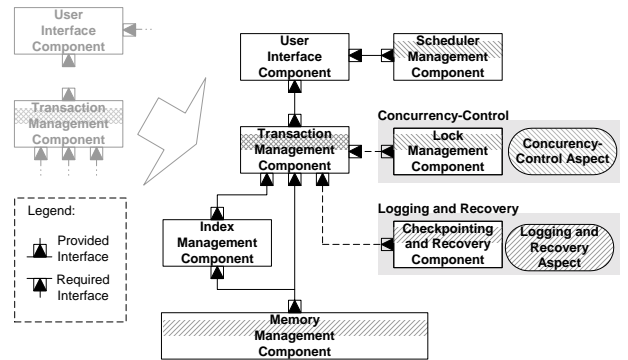 User
Interface
Component
Transaction
Management
Component
User
Interface
Component
Scheduler
Management
Component
Concurrency-Control
Transaction
Management
Component
Lock
Management
Component
Concurency-
Control Aspect
Logging and Recovery
Index
Management
Component
Checkpointing
and Recovery
Component
Logging and
Recovery
Aspect
Memory
Management
Component
Legend:
Provided
Interface
Required
Interface